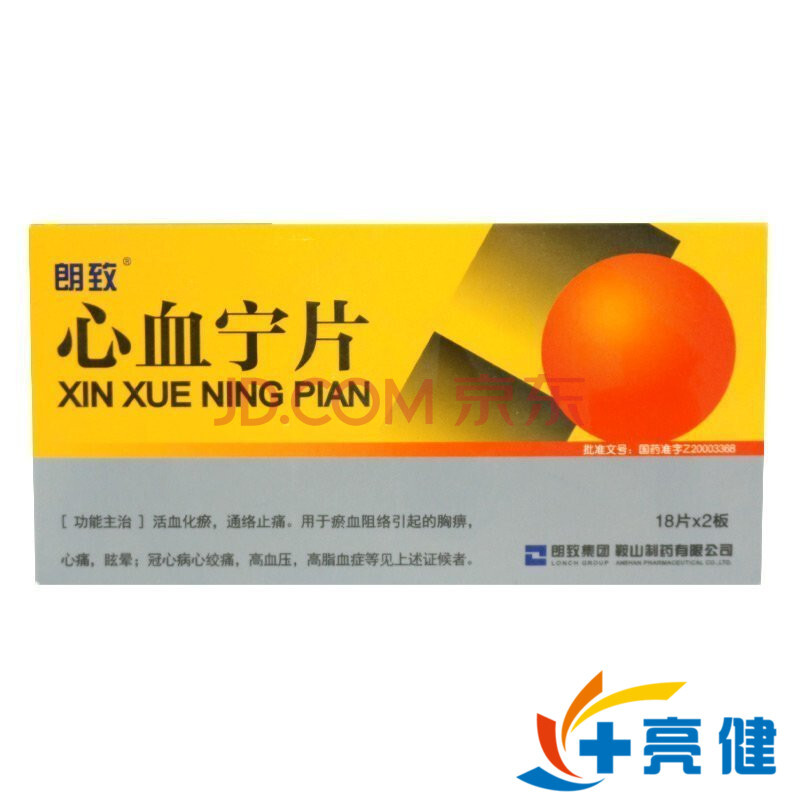 朗致®
心血宁片
XIN XUE NING PIAN
JD.COM 京东
批准文号：国药准字Z20003368
[ 功能主治 ] 活血化瘀，通络止痛。用于瘀血阻络引起的胸痹，
心痛，眩晕；冠心病心绞痛，高血压，高脂血症等见上述证候者。
18片x2板
朗致集团 鞍山制药有限公司
LONCH GROUP ANSHAN PHARMACEUTICAL CO.,LTD.
亮健